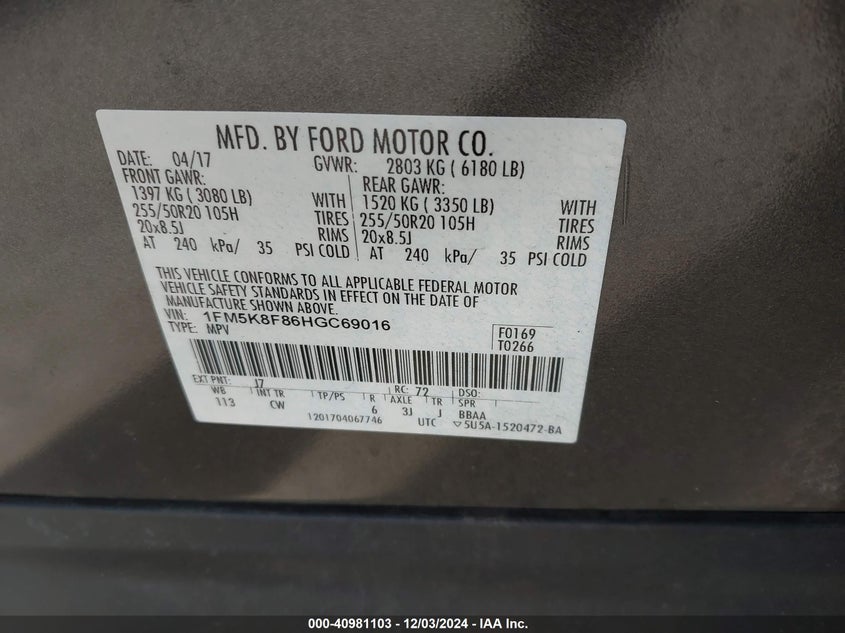 MFD. BY FORD MOTOR CO.
DATE: 04/17 GVWR: 2803 KG ( 6180 LB)
FRONT GAWR: REAR GAWR:
1397 KG ( 3080 LB) WITH 1520 KG ( 3350 LB) WITH
255/50R20 105H TIRES 255/50R20 105H TIRES
20x8.5J RIMS 20x8.5J RIMS
AT 240 kPa/ 35 PSI COLD AT 240 kPa/ 35 PSI COLD
THIS VEHICLE CONFORMS TO ALL APPLICABLE FEDERAL MOTOR
VEHICLE SAFETY STANDARDS IN EFFECT ON THE DATE OF
MANUFACTURE SHOWN ABOVE.
VIN: 1FM5K8F86HGC69016
TYPE: MPV
F0169
T0266
EXT PNT: J7 RC: 72 DSO:
WB INT TR TP/PS R AXLE TR SPR
113 CW 6 3J J BBAA
1201704067746 UTC ▽5U5A-1520472-BA
000-40981103 - 12/03/2024 - IAA Inc.